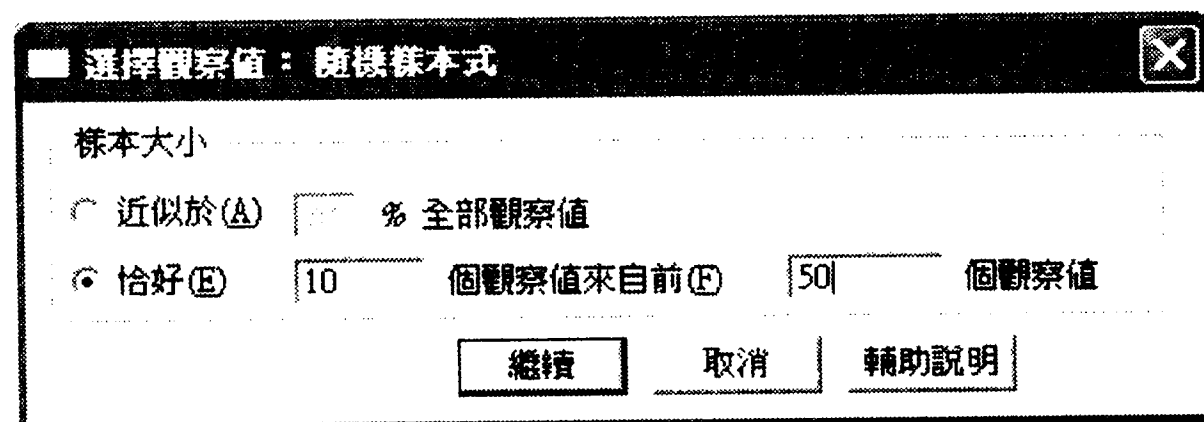 選擇觀察值：隨機樣本式
樣本大小
近似於(A) % 全部觀察值
恰好(E) 10 個觀察值來自前(F) 50 個觀察值
繼續 取消 輔助說明